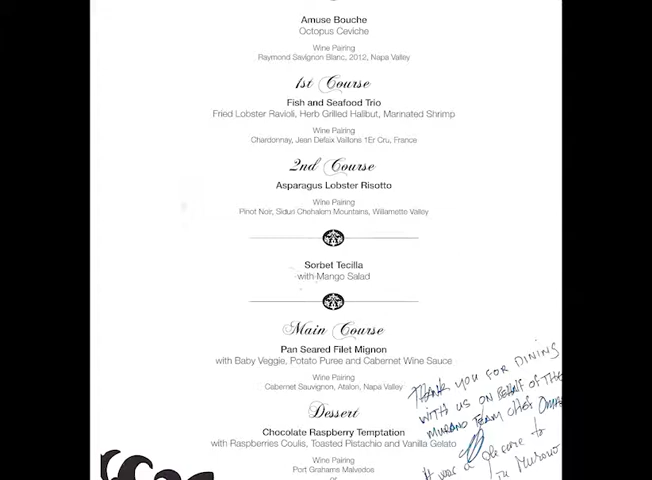 Amuse Bouche
Octopus Ceviche
Wine Pairing
Raymond Savignon Blanc, 2012, Napa Valley
1st Course
Fish and Seafood Trio
Fried Lobster Ravioli, Herb Grilled Halibut, Marinated Shrimp
Wine Pairing
Chardonnay, Jean Defaix Vaillons 1Er Cru, France
2nd Course
Asparagus Lobster Risotto
Wine Pairing
Pinot Noir, Siduri Chehalem Mountains, Willamette Valley
Sorbet Tecilla
with Mango Salad
Main Course
Pan Seared Filet Mignon
with Baby Veggie, Potato Puree and Cabernet Wine Sauce
Wine Pairing
Cabernet Sauvignon, Atalon, Napa Valley
Dessert
Chocolate Raspberry Temptation
with Raspberries Coulis, Toasted Pistachio and Vanilla Gelato
Wine Pairing
Port Grahams Malvedos
or
Thank you FOR DINING
WITH US ON Behalf OF THE
MURANO TEAM Chef
It was a pleasure to
in Murano